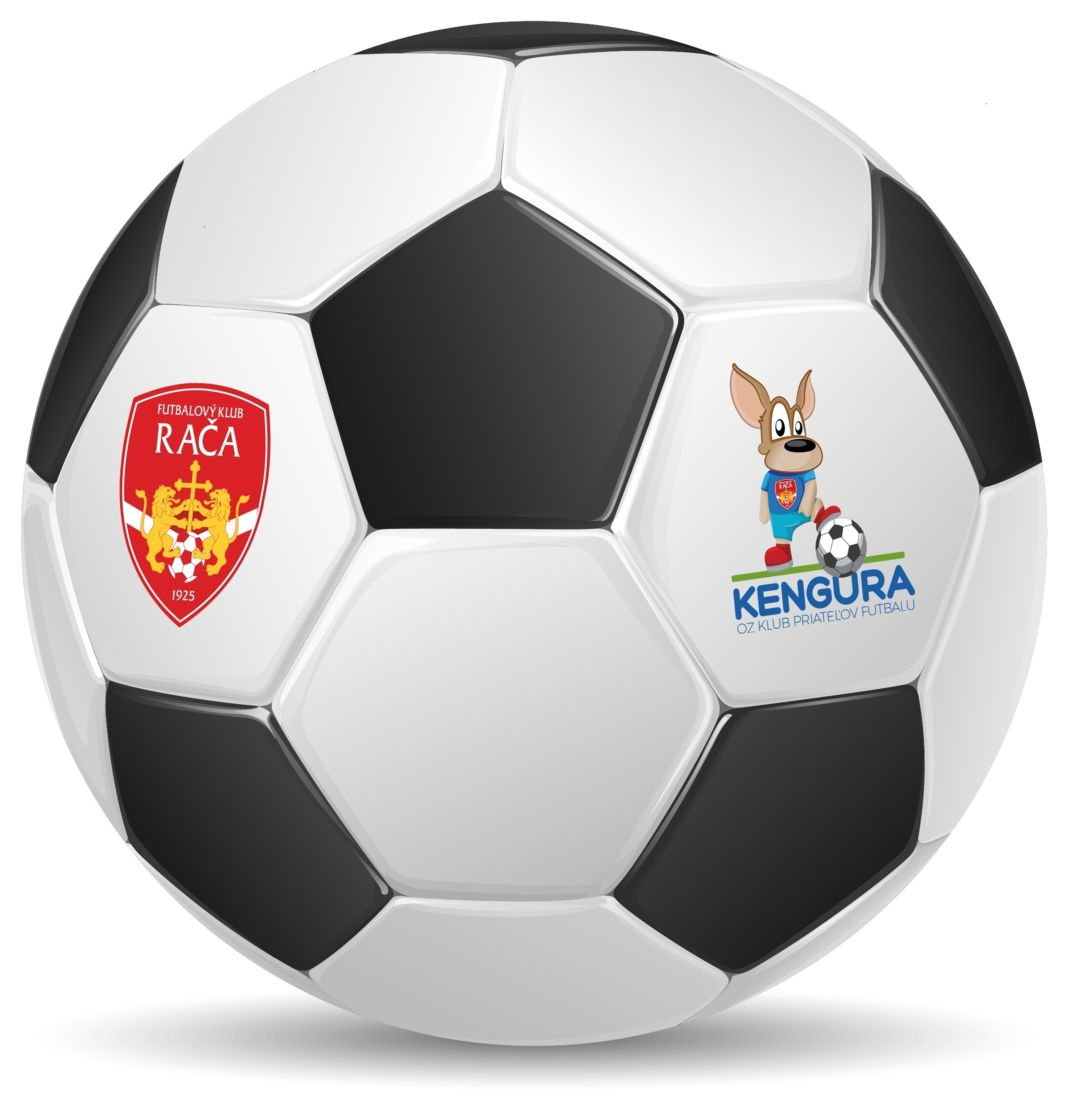 FUTBALOVÝ KLUB
RAČA
1925
RAČA
KENGURA
OZ KLUB PRIATEĽOV FUTBALU